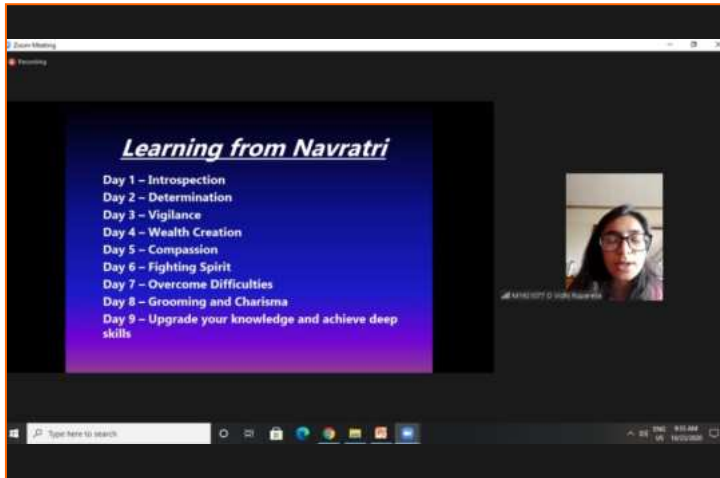 Zoom Meeting
Recording
Learning from Navratri
Day 1 – Introspection
Day 2 – Determination
Day 3 – Vigilance
Day 4 – Wealth Creation
Day 5 – Compassion
Day 6 – Fighting Spirit
Day 7 – Overcome Difficulties
Day 8 – Grooming and Charisma
Day 9 – Upgrade your knowledge and achieve deep
skills
Type here to search
ENG
US